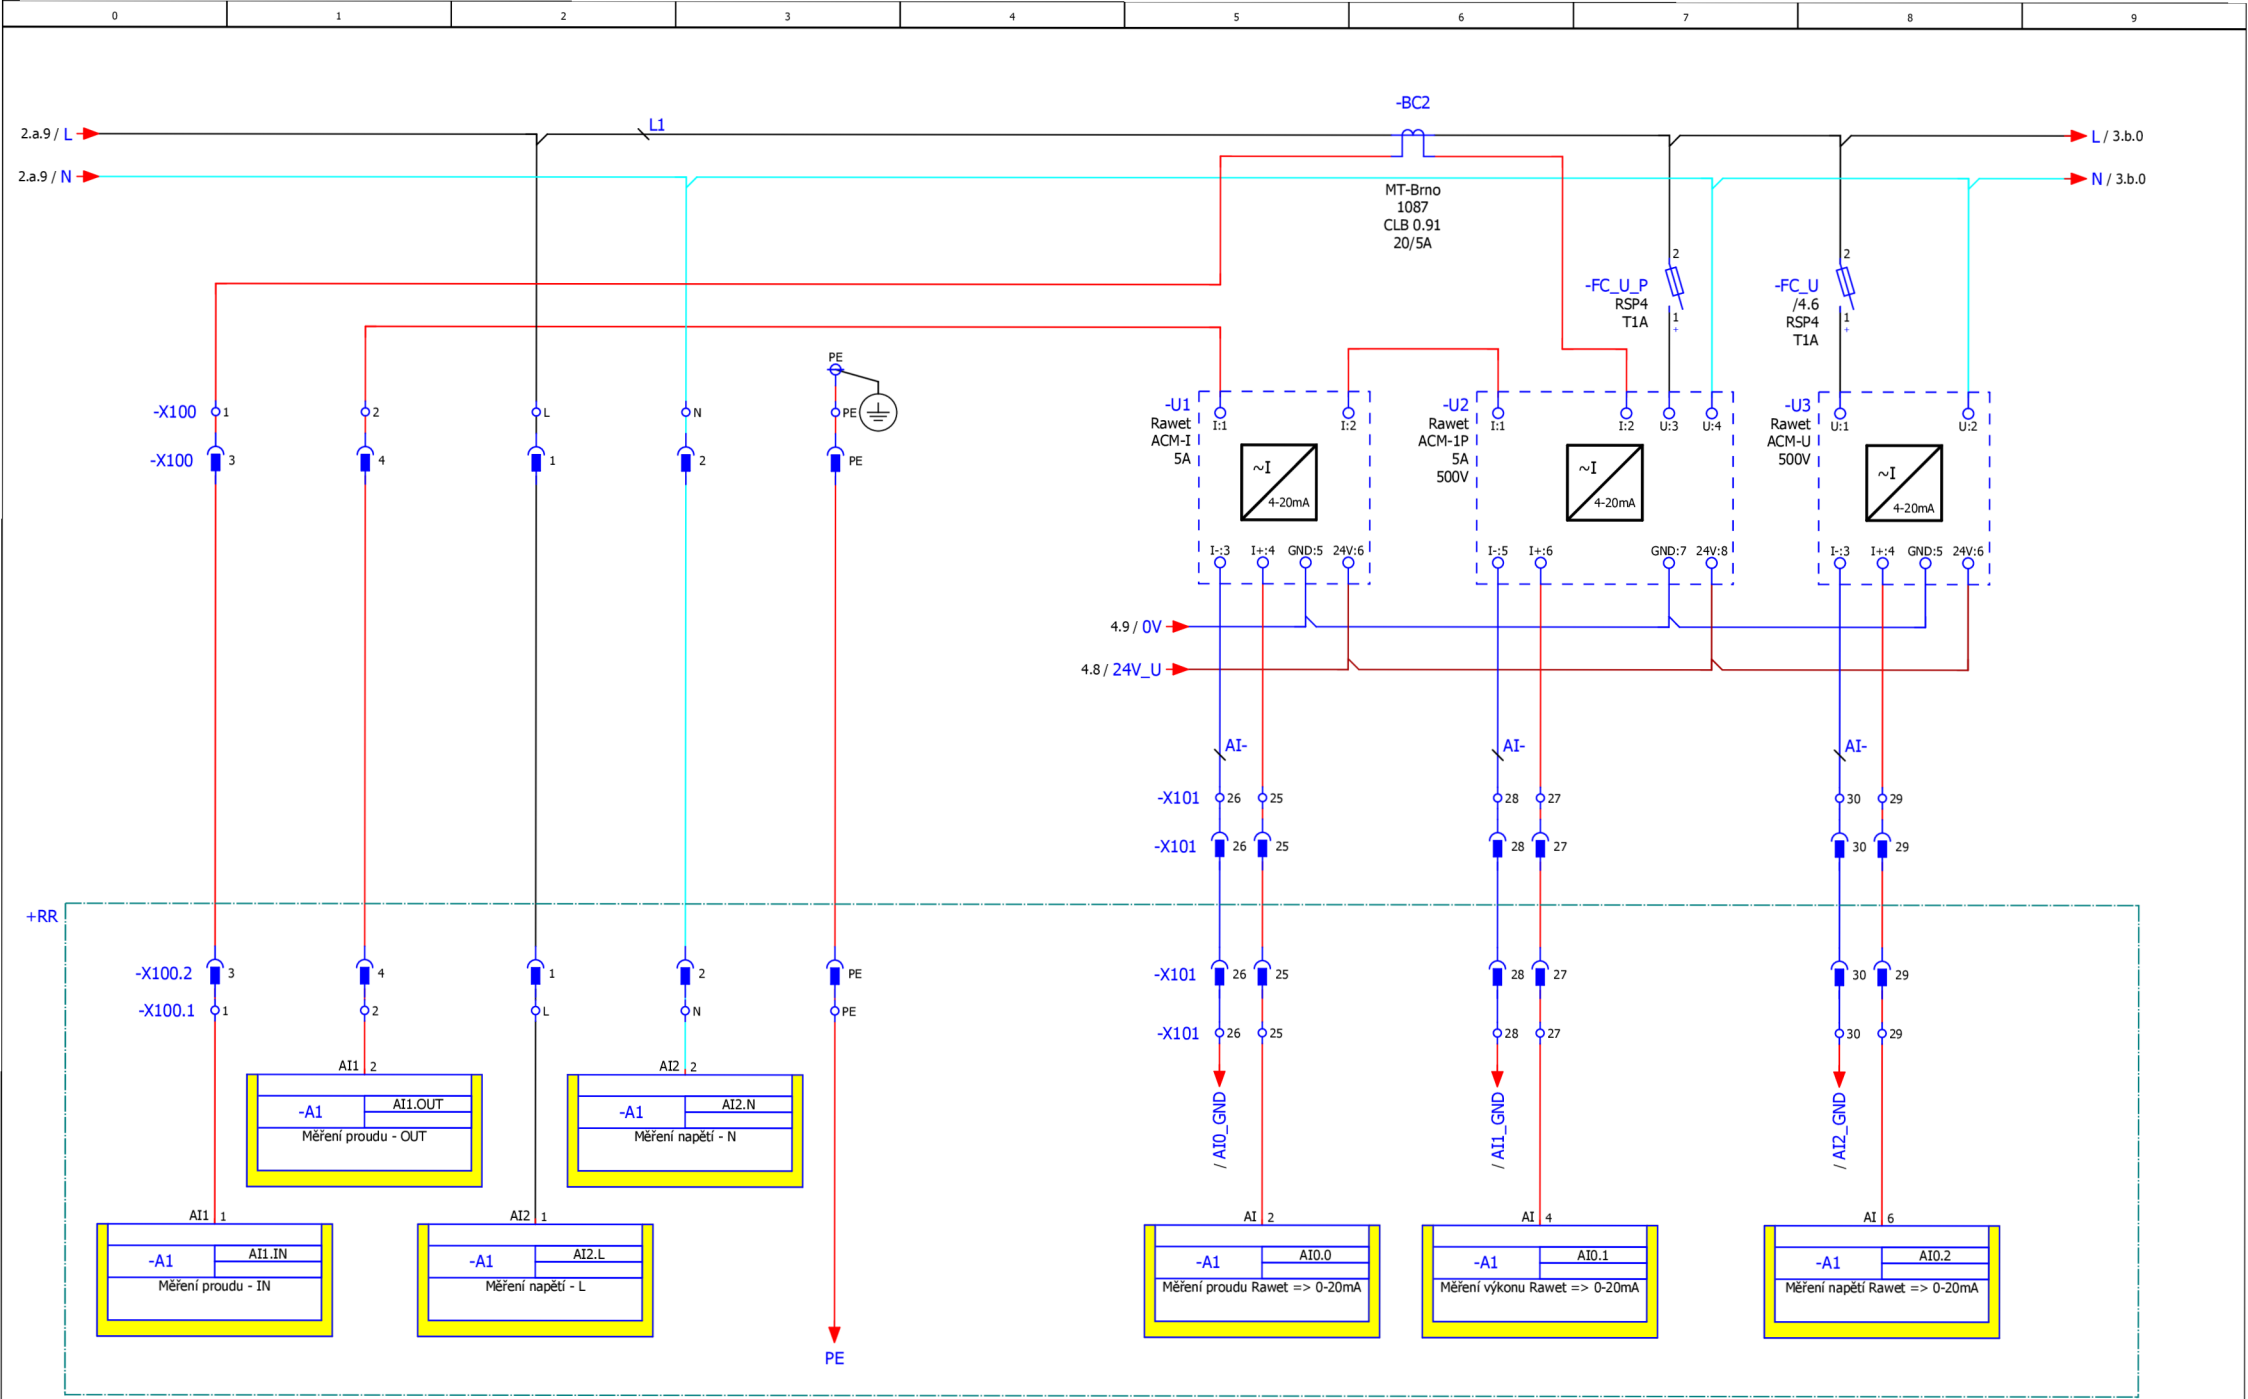 0 1 2 3 4 5 6 7 8 9
-BC2
2.a.9 / L
L1
L / 3.b.0
2.a.9 / N
N / 3.b.0
MT-Brno
1087
CLB 0.91
20/5A
2
-FC_U_P
RSP4
T1A
1
+
2
-FC_U
/4.6
RSP4
T1A
1
+
PE
-X100 1 2 L N PE
-X100 3 4 1 2 PE
-U1
Rawet
ACM-I
5A
I:1 I:2
~I
4-20mA
I-:3 I+:4 GND:5 24V:6
-U2
Rawet
ACM-1P
5A
500V
I:1 I:2 U:3 U:4
~I
4-20mA
I-:5 I+:6 GND:7 24V:8
-U3
Rawet
ACM-U
500V
U:1 U:2
~I
4-20mA
I-:3 I+:4 GND:5 24V:6
4.9 / 0V
4.8 / 24V_U
AI- AI- AI-
-X101 26 25 28 27 30 29
-X101 26 25 28 27 30 29
+RR
-X100.2 3 4 1 2 PE
-X101 26 25 28 27 30 29
-X100.1 1 2 L N PE
-X101 26 25 28 27 30 29
/ AI0_GND
/ AI1_GND
/ AI2_GND
AI1 2
-A1 AI1.OUT
Měření proudu - OUT
AI2 2
-A1 AI2.N
Měření napětí - N
AI1 1
-A1 AI1.IN
Měření proudu - IN
AI2 1
-A1 AI2.L
Měření napětí - L
PE
AI 2
-A1 AI0.0
Měření proudu Rawet => 0-20mA
AI 4
-A1 AI0.1
Měření výkonu Rawet => 0-20mA
AI 6
-A1 AI0.2
Měření napětí Rawet => 0-20mA